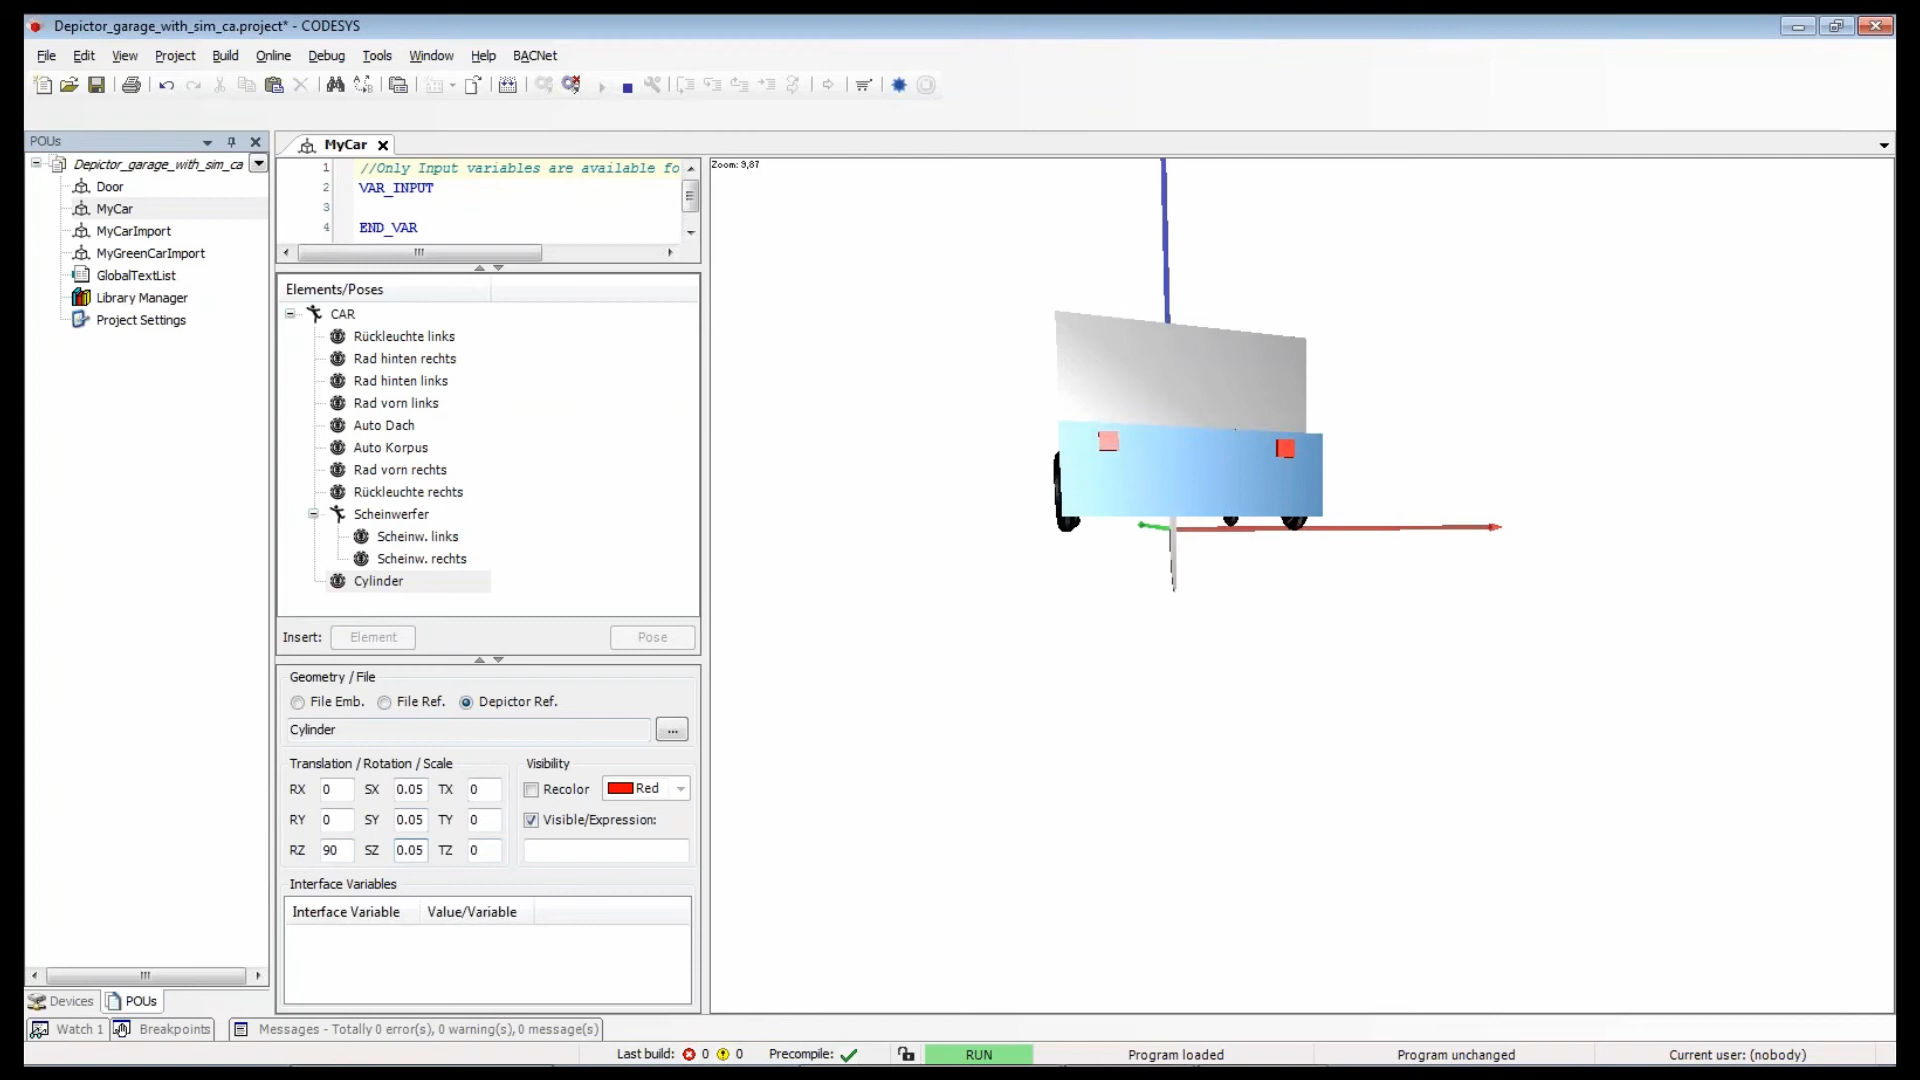 Depictor_garage_with_sim_ca.project* - CODESYS
File Edit View Project Build Online Debug Tools Window Help BACNet
POUs
Depictor_garage_with_sim_ca
Door
MyCar
MyCarImport
MyGreenCarImport
GlobalTextList
Library Manager
Project Settings
Devices POUs
MyCar
1 //Only Input variables are available fo
2 VAR_INPUT
3
4 END_VAR
Elements/Poses
CAR
Rückleuchte links
Rad hinten rechts
Rad hinten links
Rad vorn links
Auto Dach
Auto Korpus
Rad vorn rechts
Rückleuchte rechts
Scheinwerfer
Scheinw. links
Scheinw. rechts
Cylinder
Insert: Element Pose
Geometry / File
File Emb. File Ref. Depictor Ref.
Cylinder ...
Translation / Rotation / Scale Visibility
RX 0 SX 0.05 TX 0 Recolor Red
RY 0 SY 0.05 TY 0 Visible/Expression:
RZ 90 SZ 0.05 TZ 0
Interface Variables
Interface Variable Value/Variable
Zoom: 9,87
Watch 1 Breakpoints Messages - Totally 0 error(s), 0 warning(s), 0 message(s)
Last build: 0 0 Precompile: RUN Program loaded Program unchanged Current user: (nobody)